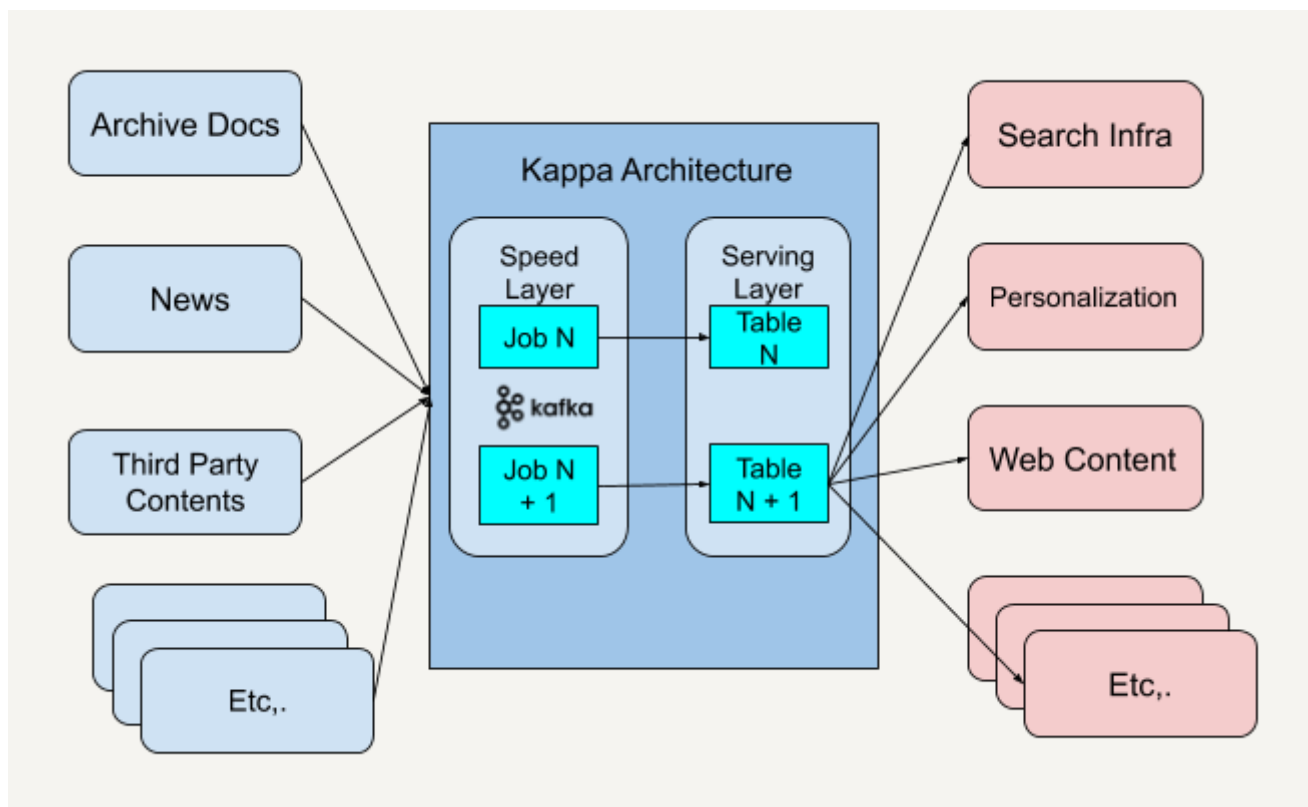 Archive Docs
News
Third Party
Contents
Etc,.
Kappa Architecture
Speed
Layer
Job N
kafka
Job N
+ 1
Serving
Layer
Table
N
Table
N + 1
Search Infra
Personalization
Web Content
Etc,.